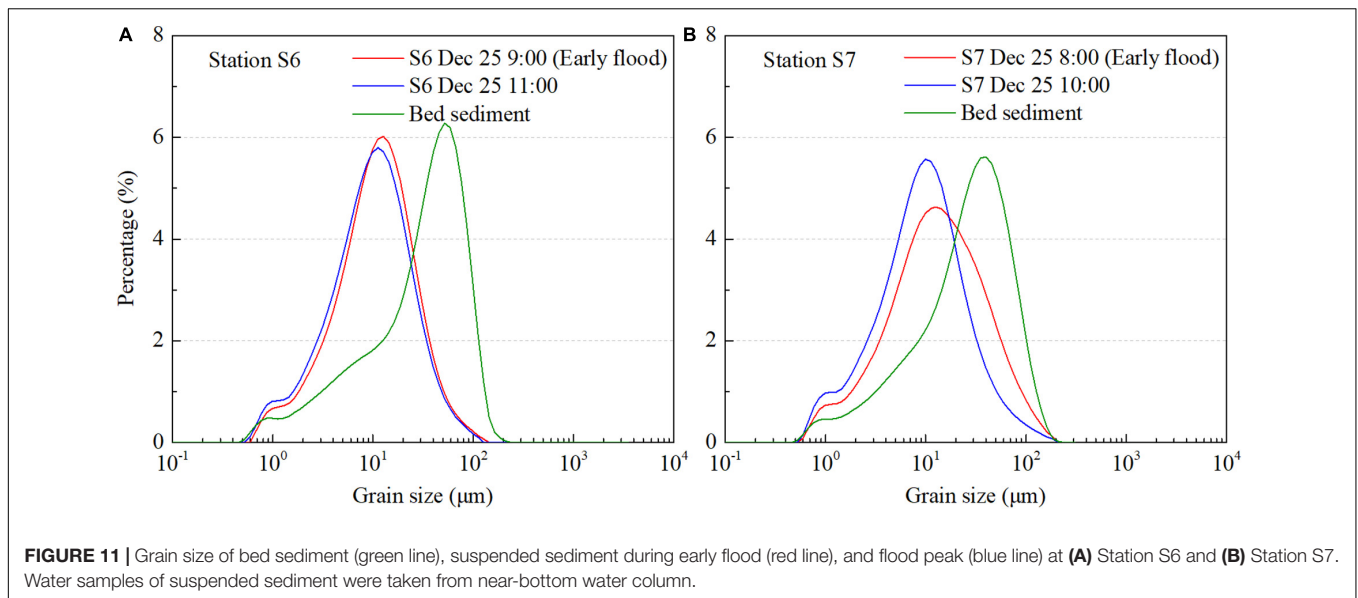 A
Station S6
S6 Dec 25 9:00 (Early flood)
S6 Dec 25 11:00
Bed sediment
8
6
4
2
0
Percentage (%)
10-1
100
101
102
103
104
Grain size (μm)
B
Station S7
S7 Dec 25 8:00 (Early flood)
S7 Dec 25 10:00
Bed sediment
8
6
4
2
0
10-1
100
101
102
103
104
Grain size (μm)
FIGURE 11 | Grain size of bed sediment (green line), suspended sediment during early flood (red line), and flood peak (blue line) at (A) Station S6 and (B) Station S7.
Water samples of suspended sediment were taken from near-bottom water column.